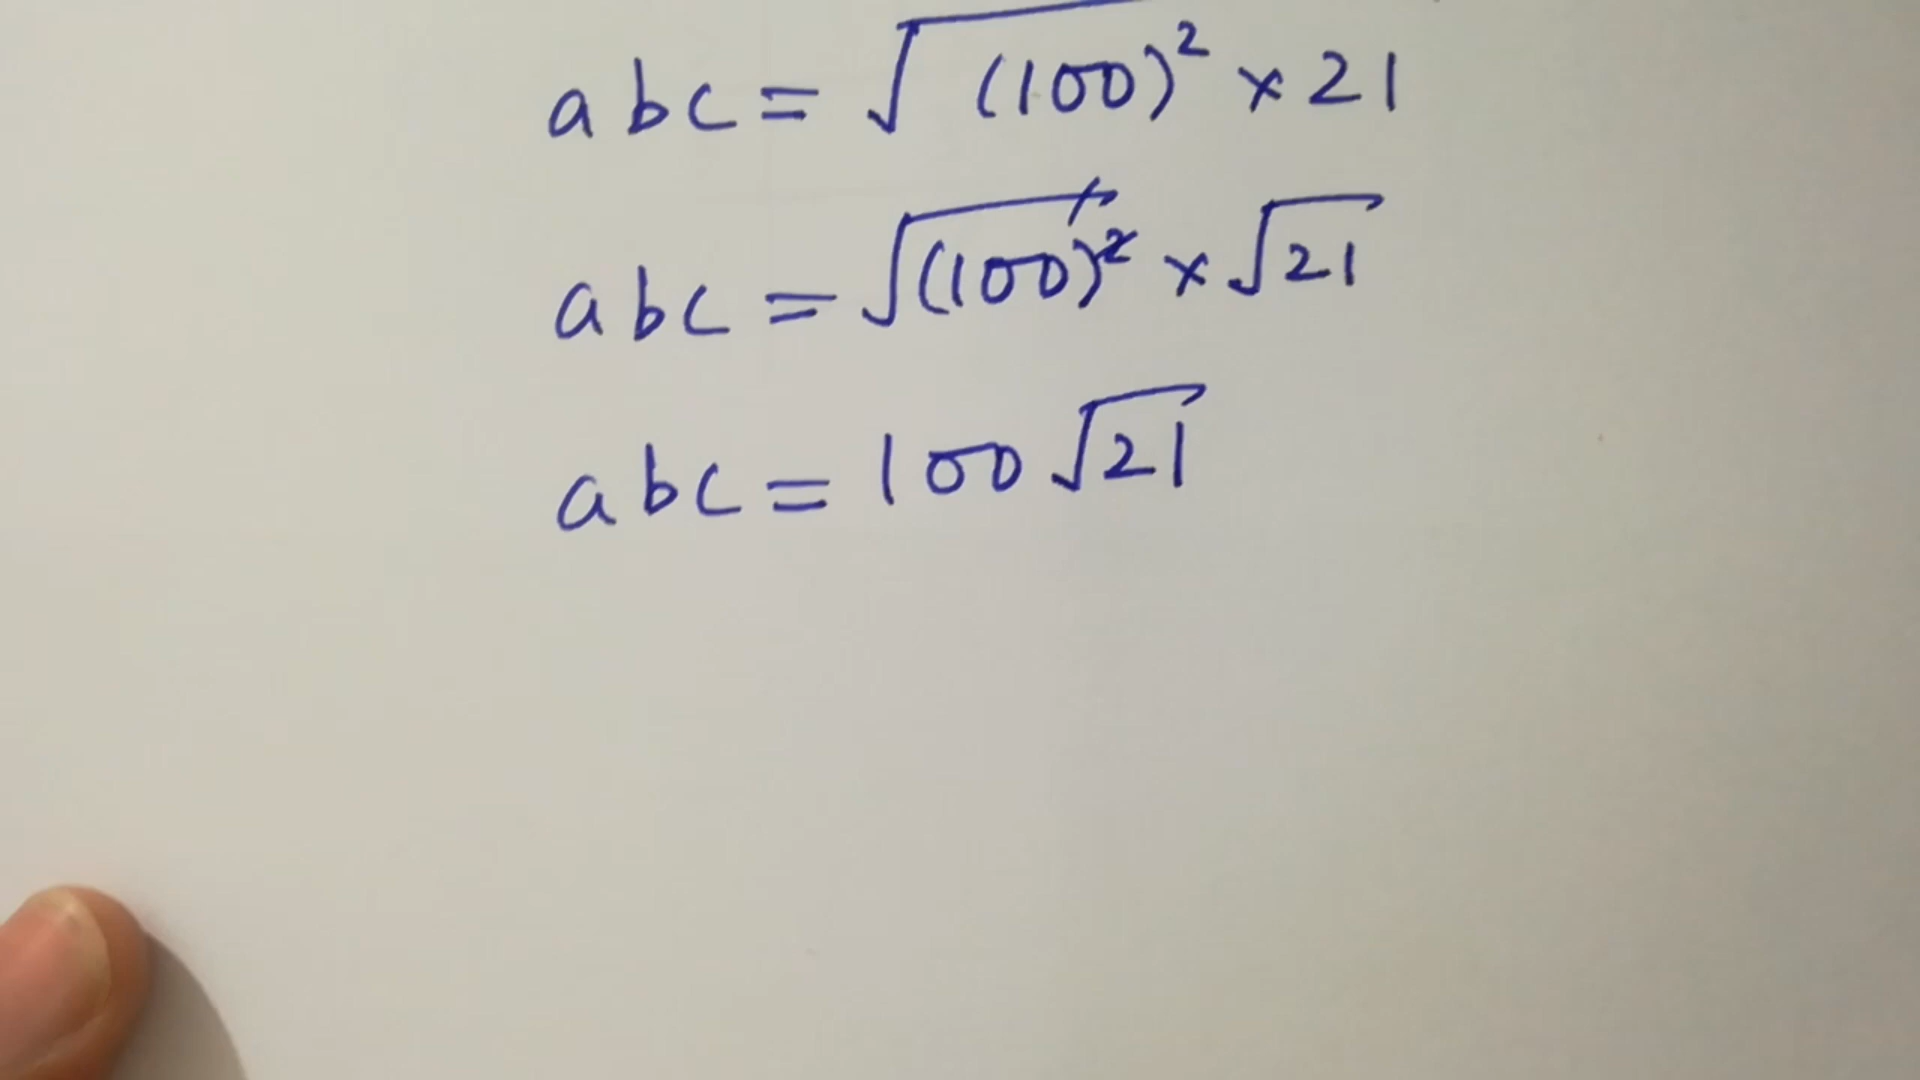 abc = √(100)² × 21
abc = √(100)² × √21
abc = 100 √21